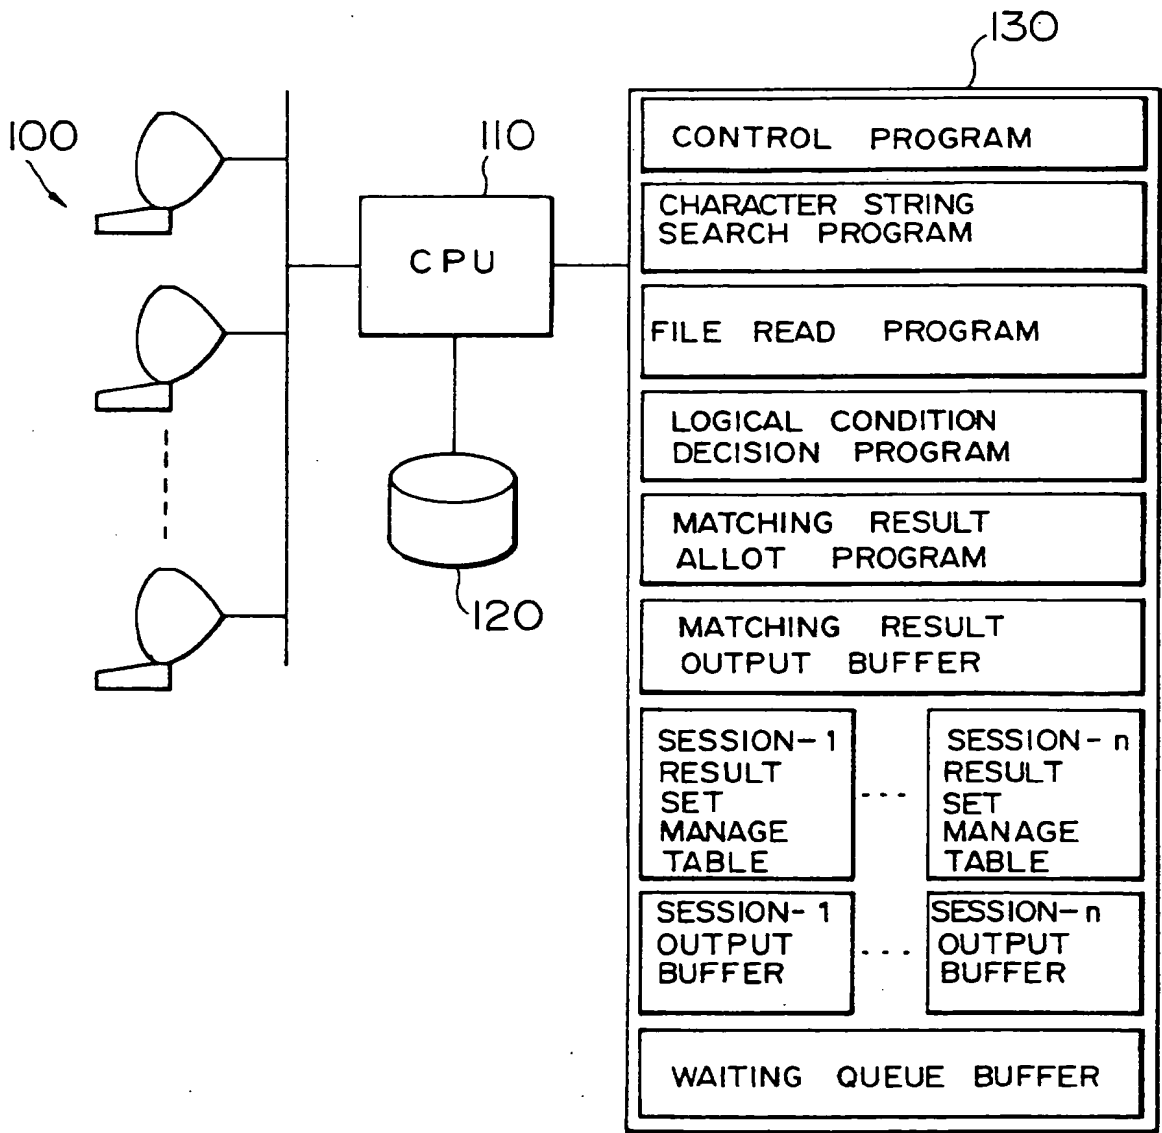 130
100
110
CPU
120
CONTROL PROGRAM
CHARACTER STRING
SEARCH PROGRAM
FILE READ PROGRAM
LOGICAL CONDITION
DECISION PROGRAM
MATCHING RESULT
ALLOT PROGRAM
MATCHING RESULT
OUTPUT BUFFER
SESSION-1
RESULT
SET
MANAGE
TABLE
...
SESSION-n
RESULT
SET
MANAGE
TABLE
SESSION-1
OUTPUT
BUFFER
...
SESSION-n
OUTPUT
BUFFER
WAITING QUEUE BUFFER